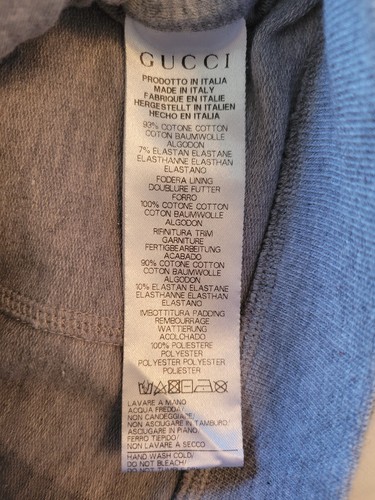 GUCCI
PRODOTTO IN ITALIA
MADE IN ITALY
FABRIQUE EN ITALIE
HERGESTELLT IN ITALIEN
HECHO EN ITALIA
93% COTONE COTTON
COTON BAUMWOLLE
ALGODON
7% ELASTAN ELASTANE
ELASTHANNE ELASTHAN
ELASTANO
FODERA LINING
DOUBLURE FUTTER
FORRO
100% COTONE COTTON
COTON BAUMWOLLE
ALGODON
RIFINITURA TRIM
GARNITURE
FERTIGBEARBEITUNG
ACABADO
90% COTONE COTTON
COTON BAUMWOLLE
ALGODON
10% ELASTAN ELASTANE
ELASTHANNE ELASTHAN
ELASTANO
IMBOTTITURA PADDING
REMBOURRAGE
WATTIERUNG
ACOLCHADO
100% POLIESTERE
POLYESTER
POLYESTER POLYESTER
POLIESTER
LAVARE A MANO
ACQUA FREDDA/
NON CANDEGGIARE/
NON ASCIUGARE IN TAMBURO/
ASCIUGARE IN PIANO
FERRO TIEPIDO/
NON LAVARE A SECCO
HAND WASH COLD/
DO NOT BLEACH/
DO NOT TUMBLE